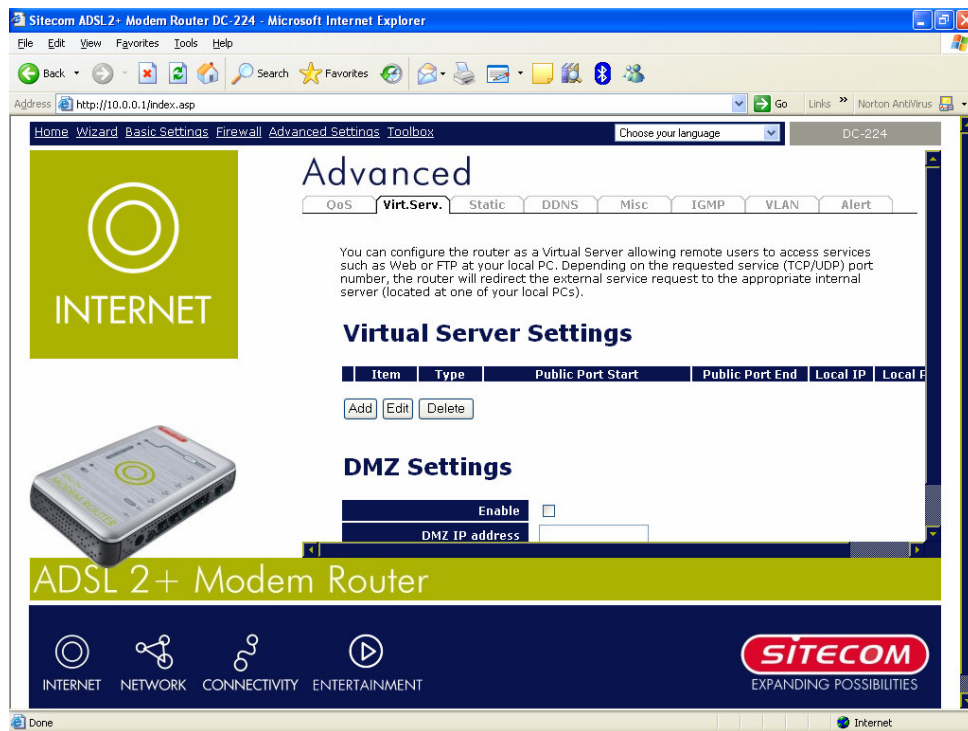 Sitecom ADSL2+ Modem Router DC-224 - Microsoft Internet Explorer
File Edit View Favorites Tools Help
Back Search Favorites
Address http://10.0.0.1/index.asp Go Links » Norton AntiVirus
Home Wizard Basic Settings Firewall Advanced Settings Toolbox Choose your language DC-224
Advanced
QoS Virt.Serv. Static DDNS Misc IGMP VLAN Alert
You can configure the router as a Virtual Server allowing remote users to access services
such as Web or FTP at your local PC. Depending on the requested service (TCP/UDP) port
number, the router will redirect the external service request to the appropriate internal
server (located at one of your local PCs).
INTERNET
Virtual Server Settings
Item Type Public Port Start Public Port End Local IP Local P
Add Edit Delete
DMZ Settings
Enable
DMZ IP address
MODEM ROUTER
ADSL 2+ Modem Router
INTERNET NETWORK CONNECTIVITY ENTERTAINMENT
SITECOM
EXPANDING POSSIBILITIES
Done Internet